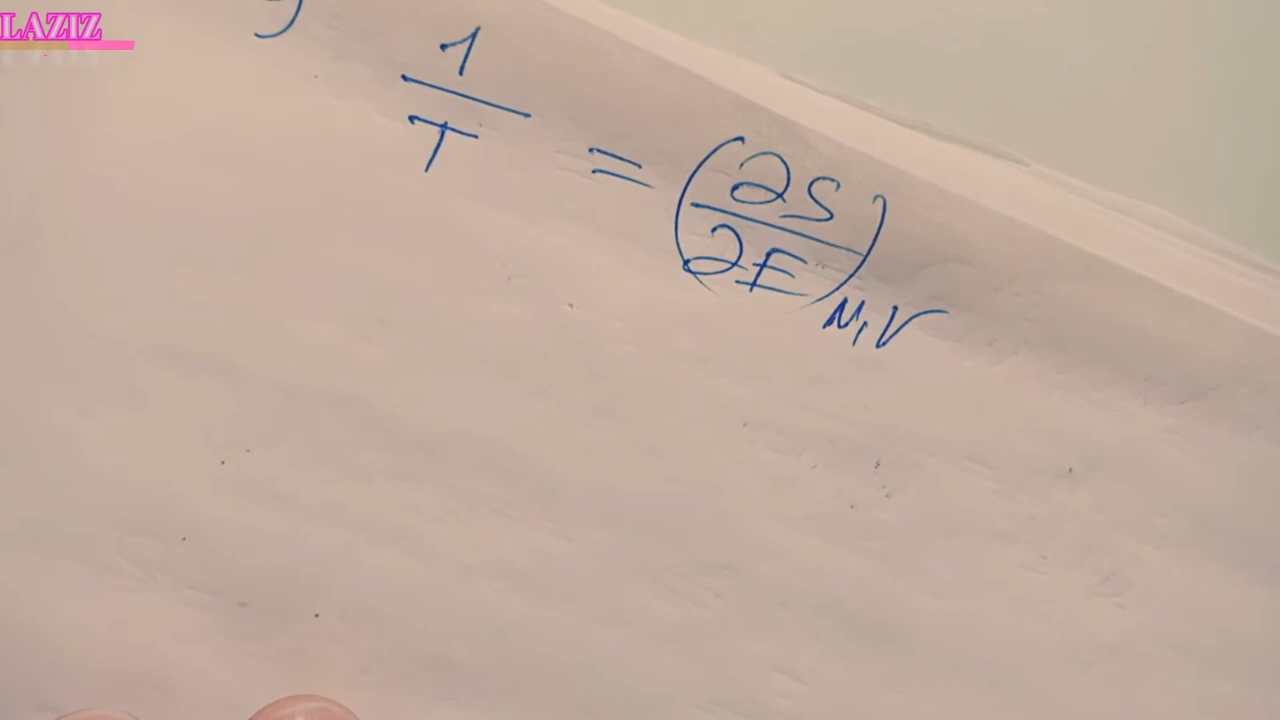 LAZIZ
1/T = (∂S/∂E)N,V